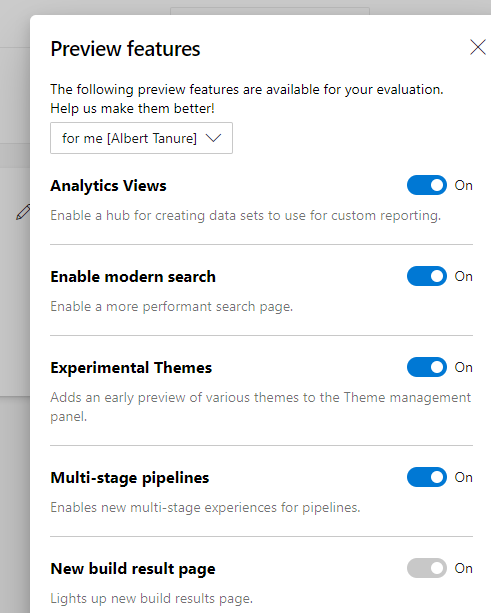 Preview features
The following preview features are available for your evaluation.
Help us make them better!
for me [Albert Tanure]
Analytics Views
On
Enable a hub for creating data sets to use for custom reporting.
Enable modern search
On
Enable a more performant search page.
Experimental Themes
On
Adds an early preview of various themes to the Theme management
panel.
Multi-stage pipelines
On
Enables new multi-stage experiences for pipelines.
New build result page
On
Lights up new build results page.